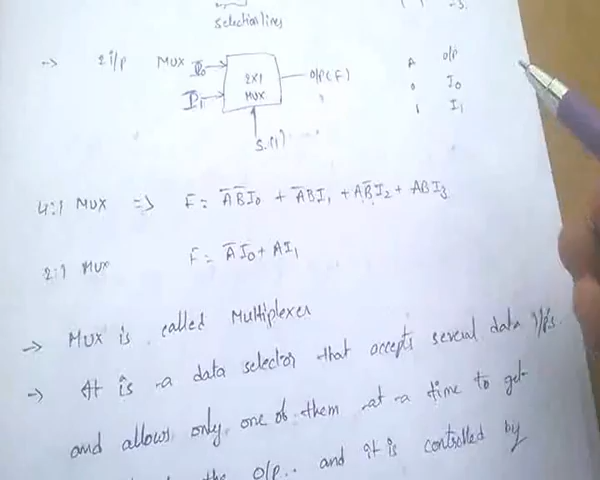 selection lines
→ 2 i/p MUX I0 2x1 MUX O/P(F) A O/P
0 I0
I1 1 I1
S.(1)
4:1 MUX ⇒ F = A̅B̅I0 + A̅BI1 + AB̅I2 + ABI3
2:1 MUX F = A̅I0 + AI1
→ MUX is called Multiplexer
→ It is a data selector that accepts several data i/p's
and allows only one of them at a time to get
the O/P.. and it is controlled by